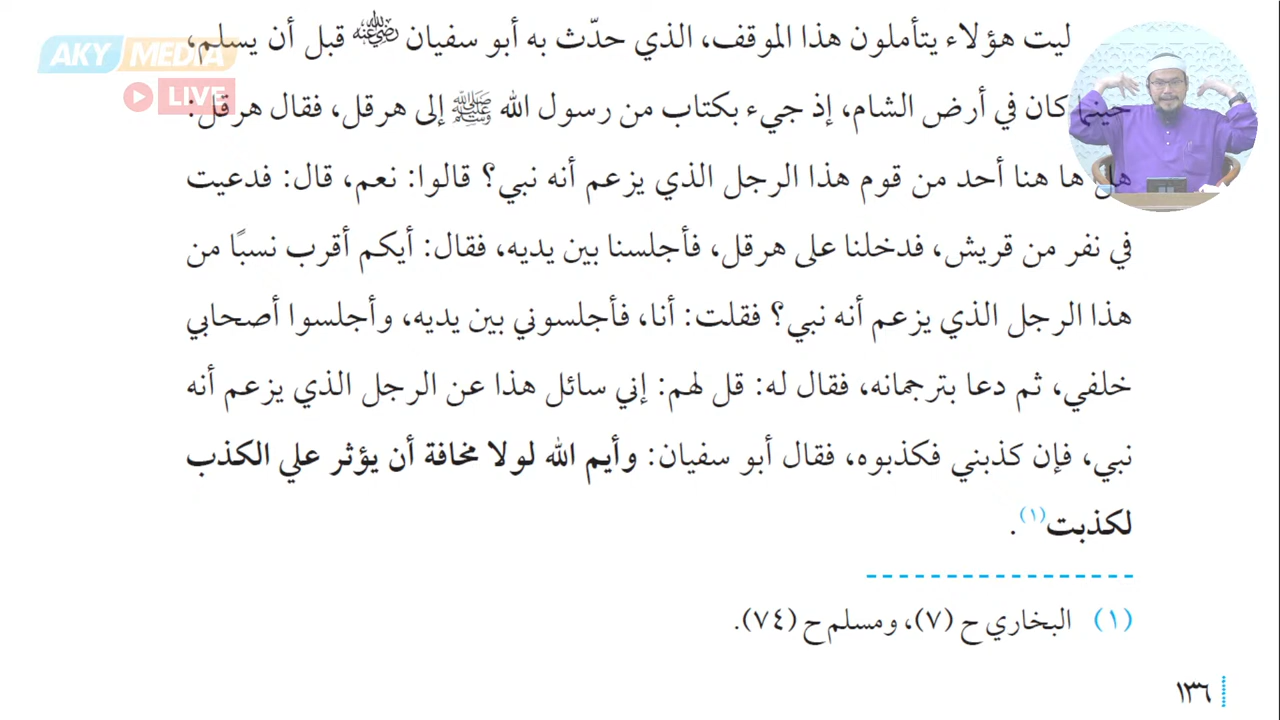 AKY MEDIA
LIVE
ليت هؤلاء يتأملون هذا الموقف، الذي حدّث به أبو سفيان رضي الله عنه قبل أن يسلم،
حينما كان في أرض الشام، إذ جيء بكتاب من رسول الله ﷺ إلى هرقل، فقال هرقل:
هل ها هنا أحد من قوم هذا الرجل الذي يزعم أنه نبي؟ قالوا: نعم، قال: فدعيت
في نفر من قريش، فدخلنا على هرقل، فأجلسنا بين يديه، فقال: أيكم أقرب نسبًا من
هذا الرجل الذي يزعم أنه نبي؟ فقلت: أنا، فأجلسوني بين يديه، وأجلسوا أصحابي
خلفي، ثم دعا بترجمانه، فقال له: قل لهم: إني سائل هذا عن الرجل الذي يزعم أنه
نبي، فإن كذبني فكذبوه، فقال أبو سفيان: وأيم الله لولا مخافة أن يؤثر علي الكذب
لكذبت(١).
(١) البخاري ح (٧)، ومسلم ح (٧٤).
١٣٦